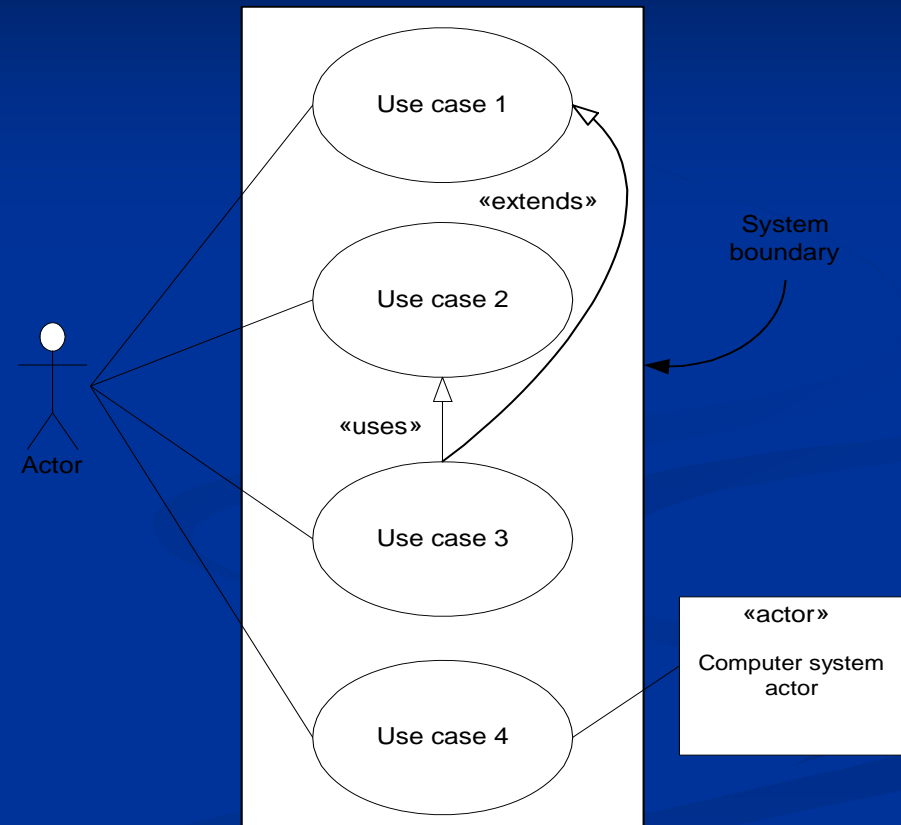 Use case 1
«extends»
System
boundary
Use case 2
«uses»
Actor
Use case 3
«actor»
Computer system
actor
Use case 4